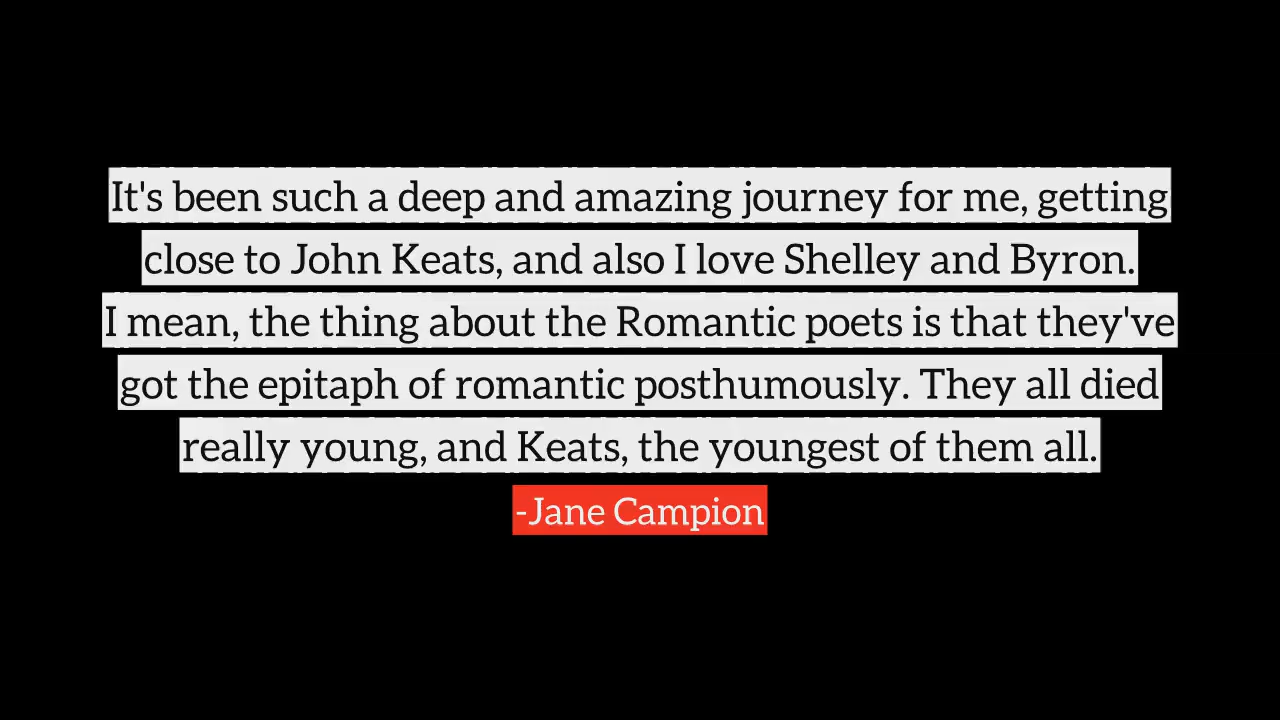 It's been such a deep and amazing journey for me, getting
close to John Keats, and also I love Shelley and Byron.
I mean, the thing about the Romantic poets is that they've
got the epitaph of romantic posthumously. They all died
really young, and Keats, the youngest of them all.
-Jane Campion